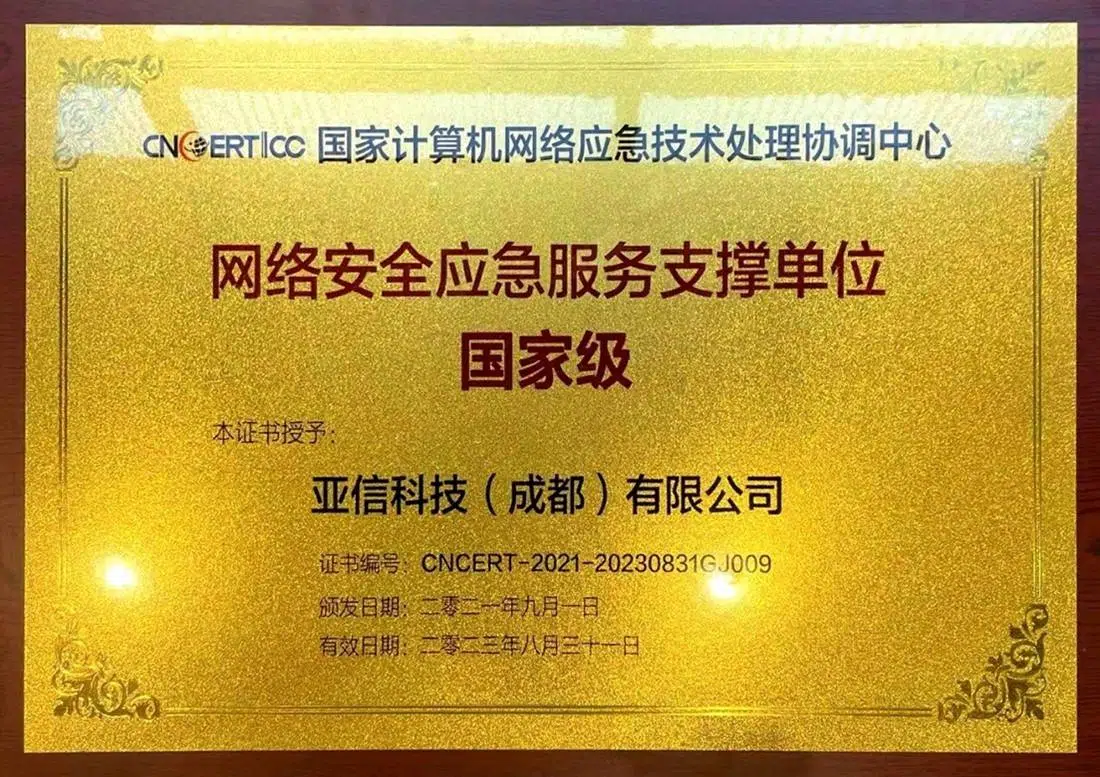 CNCERT/CC 国家计算机网络应急技术处理协调中心
网络安全应急服务支撑单位
国家级
本证书授予：
亚信科技（成都）有限公司
证书编号：CNCERT-2021-20230831GJ009
颁发日期：二零二一年九月一日
有效日期：二零二三年八月三十一日